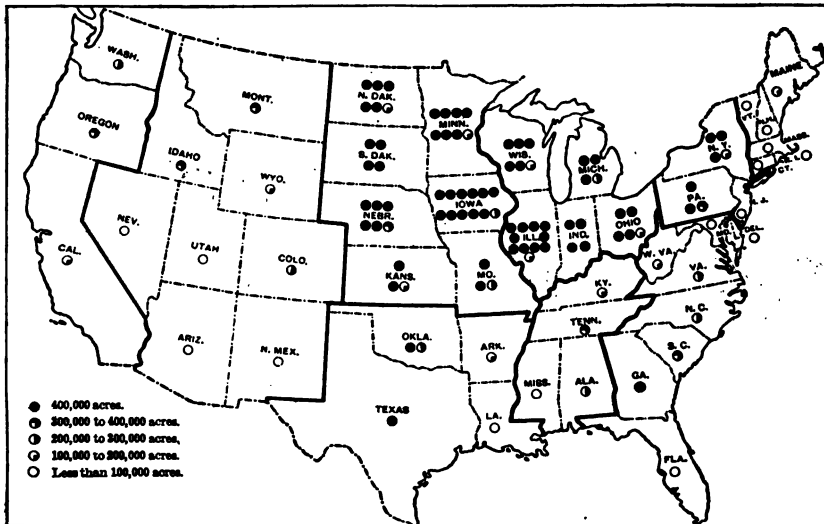 WASH.
MONT.
N. DAK.
MINN.
MAINE
VT.
N.H.
MASS.
OREGON
IDAHO
S. DAK.
WIS.
MICH.
N. Y.
CT.
WYO.
IOWA
PA.
N. J.
NEBR.
NEV.
UTAH
COLO.
ILL.
IND.
OHIO
W. VA.
MD.
DEL.
CAL.
KANS.
MO.
KY.
VA.
ARIZ.
N. MEX.
OKLA.
ARK.
TENN.
N. C.
S. C.
TEXAS
LA.
MISS.
ALA.
GA.
FLA.
400,000 acres.
300,000 to 400,000 acres.
200,000 to 300,000 acres,
100,000 to 200,000 acres.
Less than 100,000 acres.